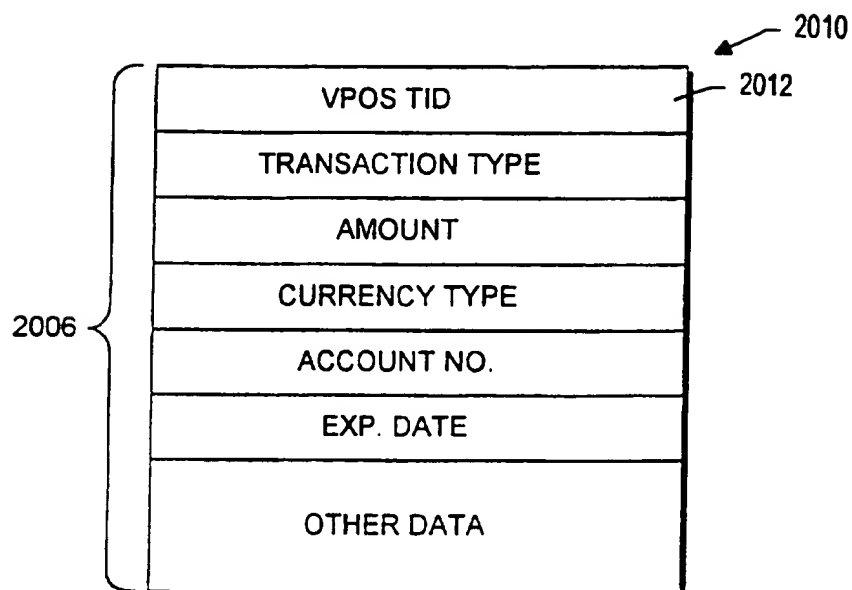 2010
VPOS TID
2012
TRANSACTION TYPE
AMOUNT
CURRENCY TYPE
2006
ACCOUNT NO.
EXP. DATE
OTHER DATA